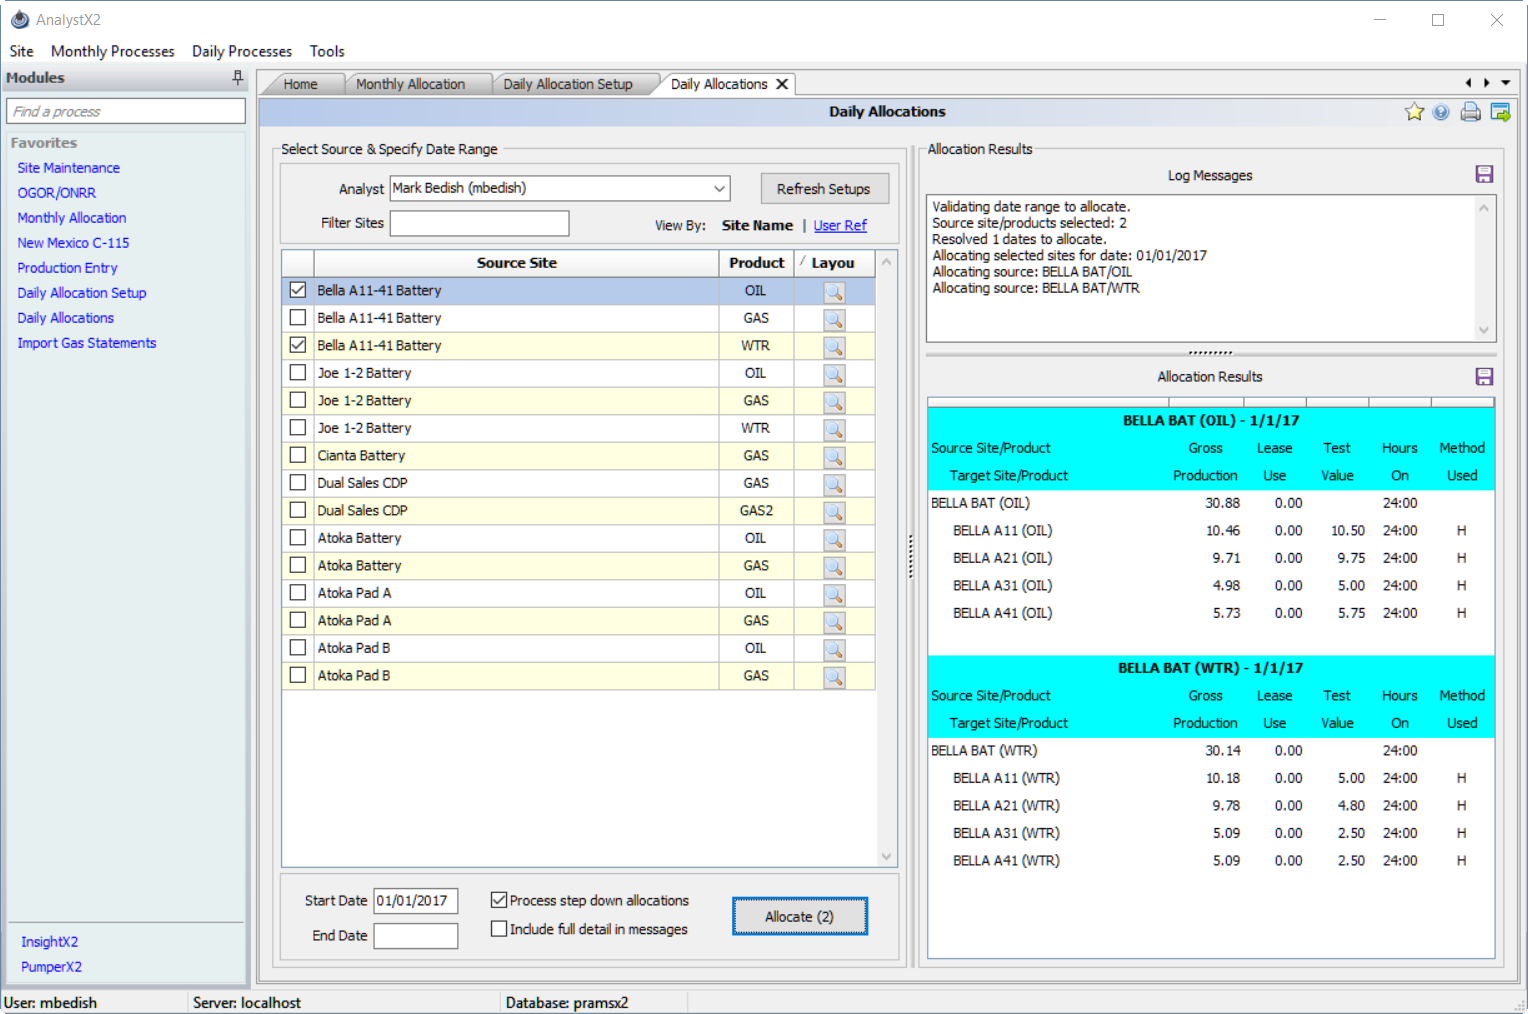 AnalystX2
Site Monthly Processes Daily Processes Tools
Modules
Find a process
Favorites
Site Maintenance
OGOR/ONRR
Monthly Allocation
New Mexico C-115
Production Entry
Daily Allocation Setup
Daily Allocations
Import Gas Statements
InsightX2
PumperX2
Home Monthly Allocation Daily Allocation Setup Daily Allocations
Daily Allocations
Select Source & Specify Date Range
Analyst Mark Bedish (mbedish) Refresh Setups
Filter Sites View By: Site Name | User Ref
Source Site Product Layou
Bella A11-41 Battery OIL
Bella A11-41 Battery GAS
Bella A11-41 Battery WTR
Joe 1-2 Battery OIL
Joe 1-2 Battery GAS
Joe 1-2 Battery WTR
Cianta Battery GAS
Dual Sales CDP GAS
Dual Sales CDP GAS2
Atoka Battery OIL
Atoka Battery GAS
Atoka Pad A OIL
Atoka Pad A GAS
Atoka Pad B OIL
Atoka Pad B GAS
Start Date 01/01/2017 Process step down allocations
End Date Include full detail in messages
Allocate (2)
Allocation Results
Log Messages
Validating date range to allocate.
Source site/products selected: 2
Resolved 1 dates to allocate.
Allocating selected sites for date: 01/01/2017
Allocating source: BELLA BAT/OIL
Allocating source: BELLA BAT/WTR
Allocation Results
BELLA BAT (OIL) - 1/1/17
Source Site/Product Gross Lease Test Hours Method
Target Site/Product Production Use Value On Used
BELLA BAT (OIL) 30.88 0.00 24:00
BELLA A11 (OIL) 10.46 0.00 10.50 24:00 H
BELLA A21 (OIL) 9.71 0.00 9.75 24:00 H
BELLA A31 (OIL) 4.98 0.00 5.00 24:00 H
BELLA A41 (OIL) 5.73 0.00 5.75 24:00 H
BELLA BAT (WTR) - 1/1/17
Source Site/Product Gross Lease Test Hours Method
Target Site/Product Production Use Value On Used
BELLA BAT (WTR) 30.14 0.00 24:00
BELLA A11 (WTR) 10.18 0.00 5.00 24:00 H
BELLA A21 (WTR) 9.78 0.00 4.80 24:00 H
BELLA A31 (WTR) 5.09 0.00 2.50 24:00 H
BELLA A41 (WTR) 5.09 0.00 2.50 24:00 H
User: mbedish Server: localhost Database: pramsx2